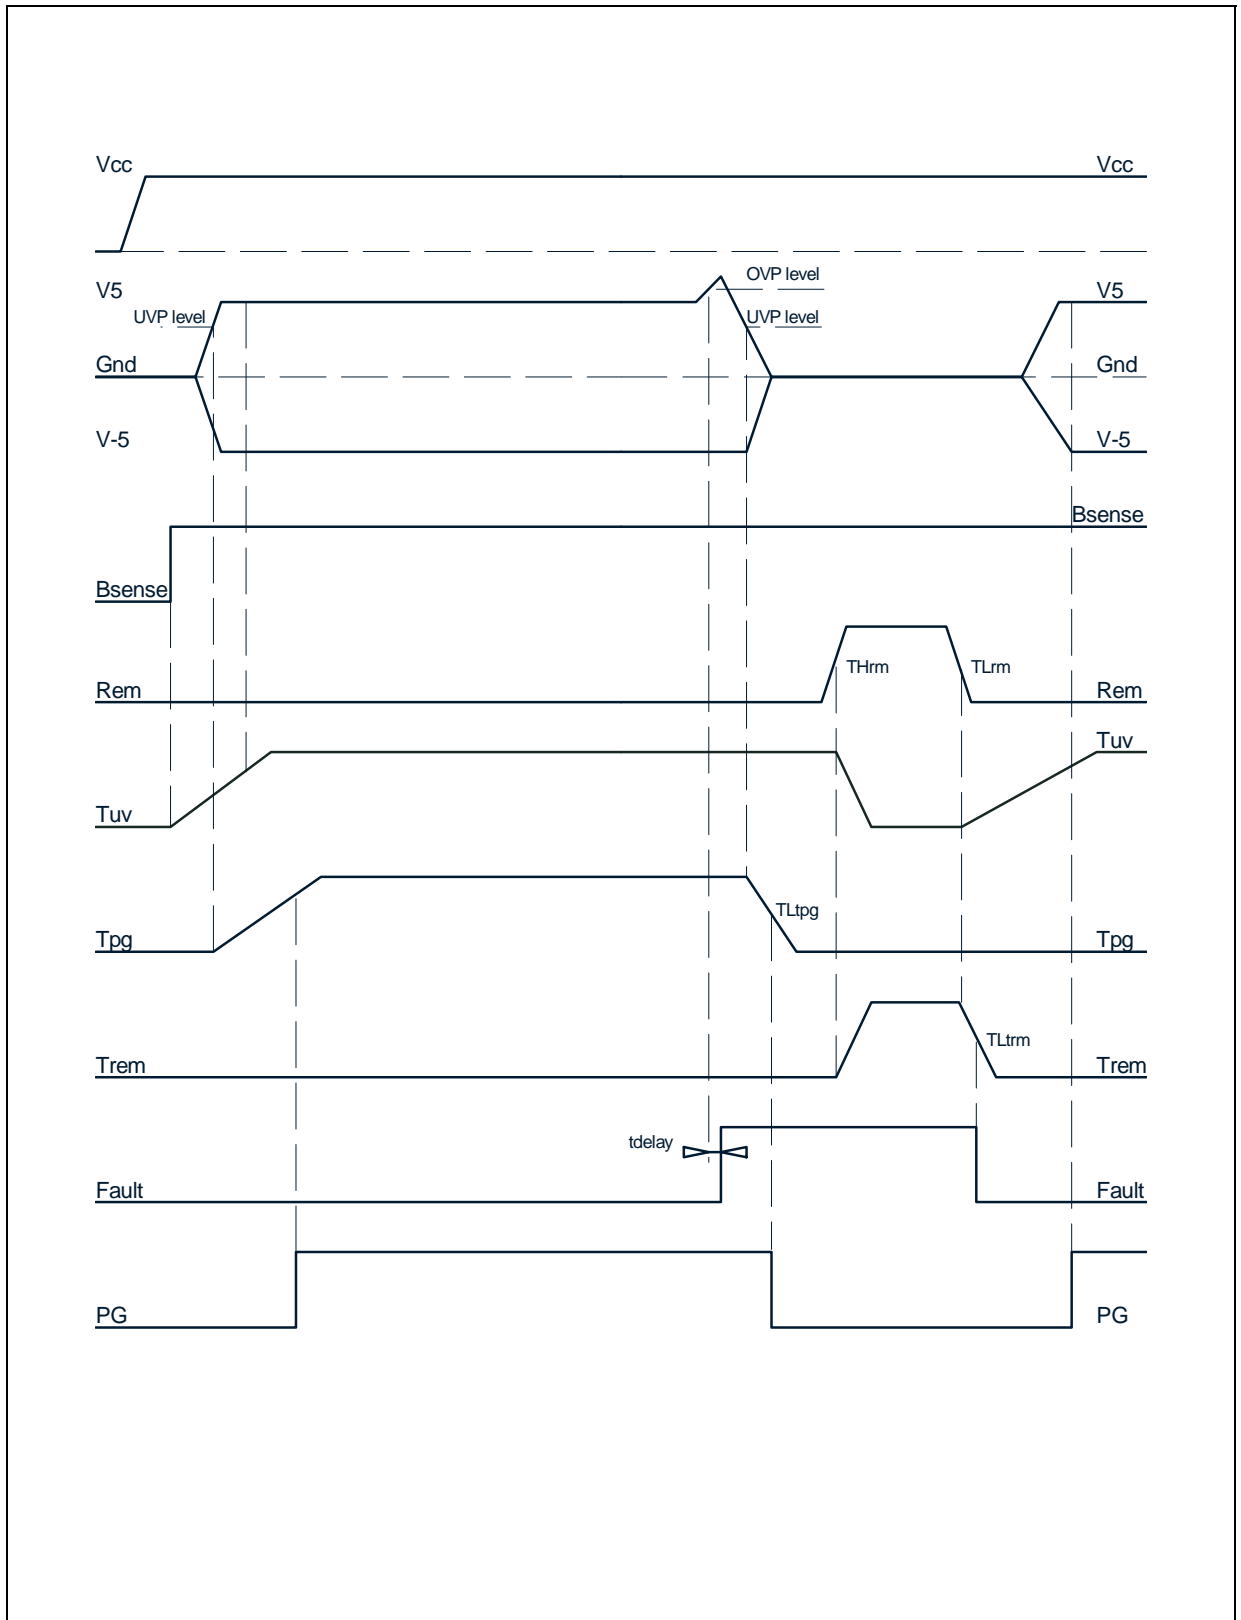 Vcc Vcc
OVP level
V5 V5
UVP level UVP level
Gnd Gnd
V-5 V-5
Bsense
Bsense
THrm TLrm
Rem Rem
Tuv
Tuv
TLtpg
Tpg Tpg
TLtrm
Trem Trem
tdelay
Fault Fault
PG PG